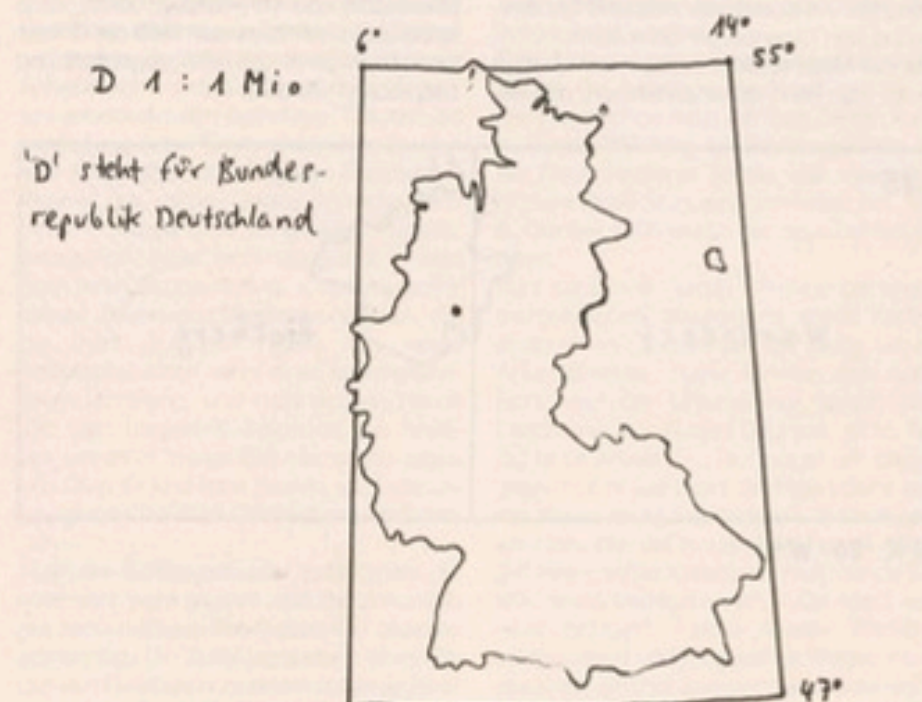 6° 14°
55°
D 1 : 1 Mio
'D' steht für Bundes-
republik Deutschland
47°